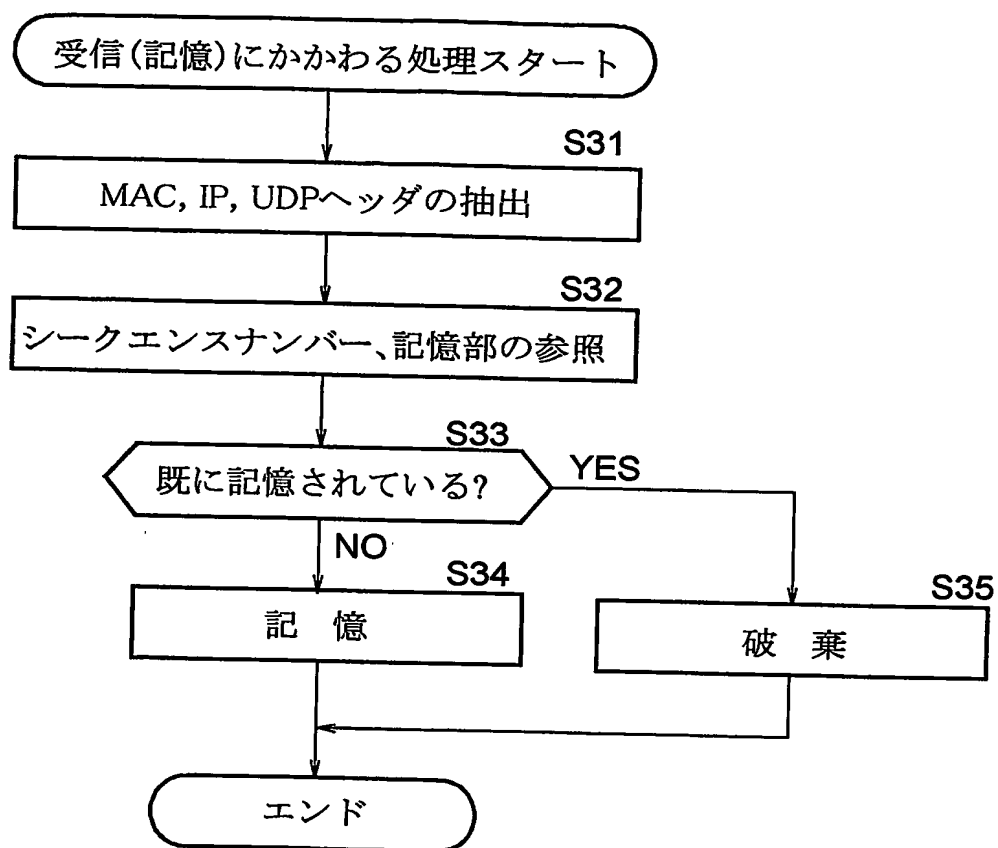 受信(記憶)にかかわる処理スタート
S31
MAC, IP, UDPヘッダの抽出
S32
シークエンスナンバー、記憶部の参照
S33
既に記憶されている?
YES
NO
S34
記 憶
S35
破 棄
エンド